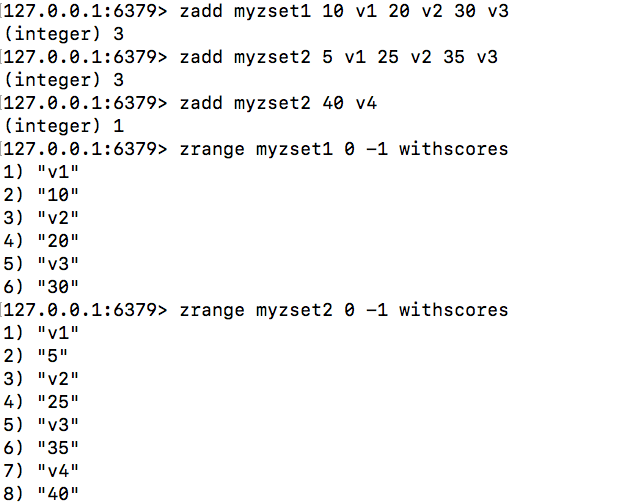 127.0.0.1:6379> zadd myzset1 10 v1 20 v2 30 v3
(integer) 3
127.0.0.1:6379> zadd myzset2 5 v1 25 v2 35 v3
(integer) 3
127.0.0.1:6379> zadd myzset2 40 v4
(integer) 1
127.0.0.1:6379> zrange myzset1 0 -1 withscores
1) "v1"
2) "10"
3) "v2"
4) "20"
5) "v3"
6) "30"
127.0.0.1:6379> zrange myzset2 0 -1 withscores
1) "v1"
2) "5"
3) "v2"
4) "25"
5) "v3"
6) "35"
7) "v4"
8) "40"